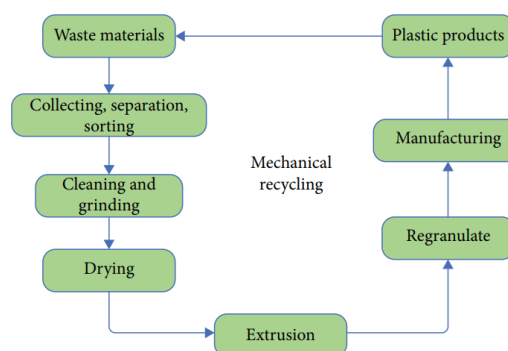 Waste materials
Plastic products
Collecting, separation,
sorting
Manufacturing
Mechanical
recycling
Cleaning and
grinding
Regranulate
Drying
Extrusion